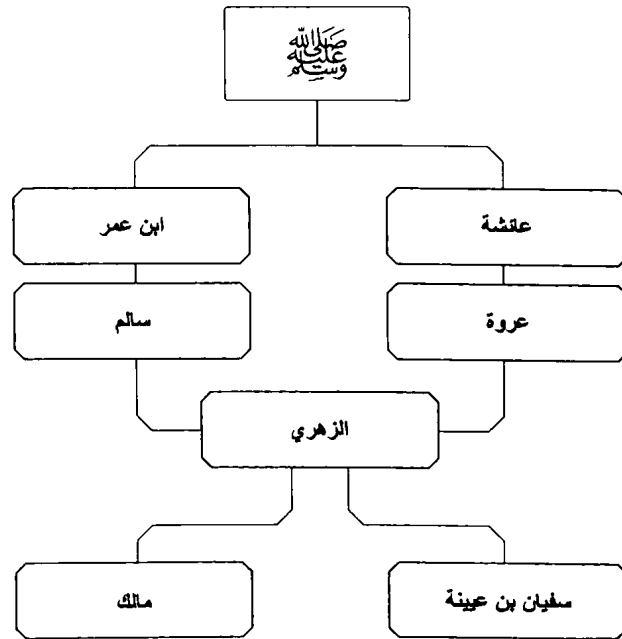 صلى الله
عليه
وسلم
عائشة
ابن عمر
عروة
سالم
الزهري
سفيان بن عيينة
مالك